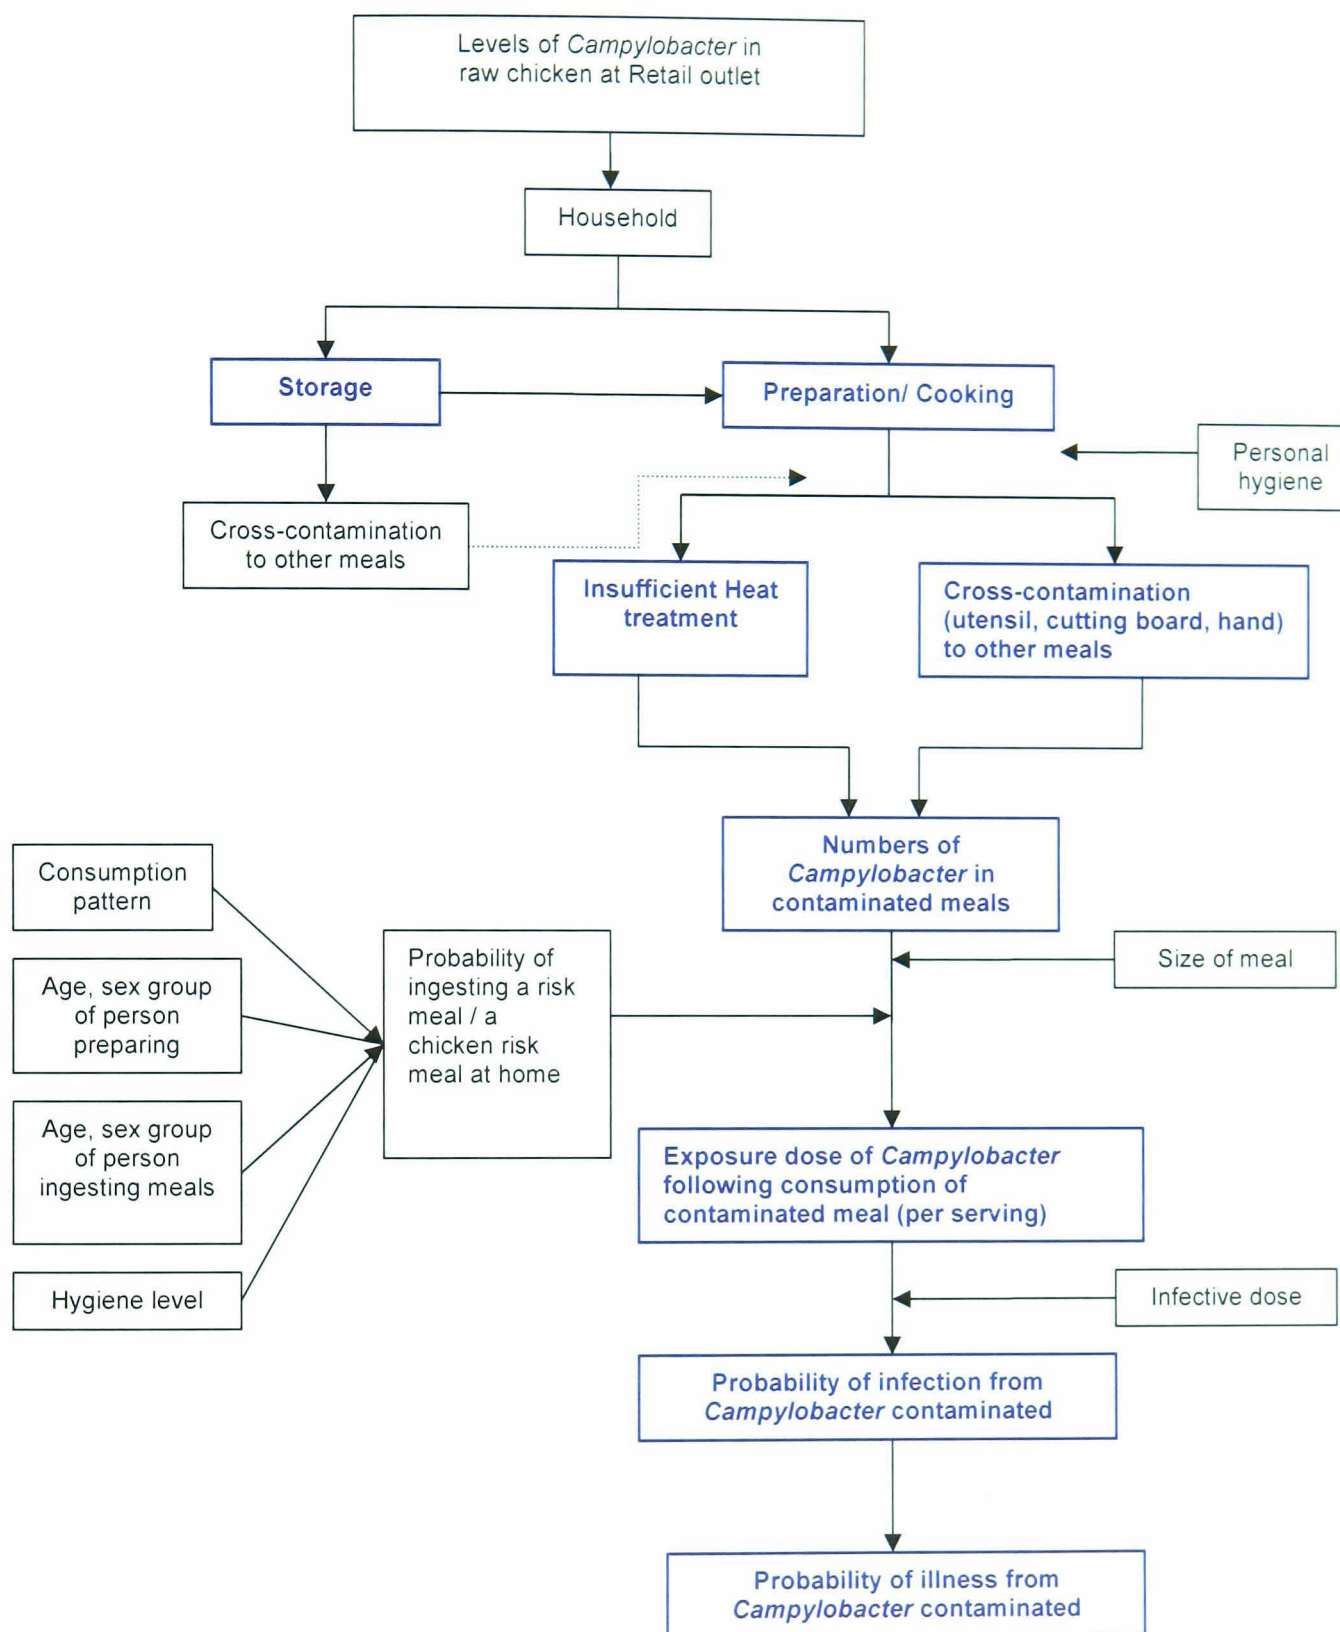 Levels of Campylobacter in
raw chicken at Retail outlet
Household
Storage
Preparation/ Cooking
Personal
hygiene
Cross-contamination
to other meals
Insufficient Heat
treatment
Cross-contamination
(utensil, cutting board, hand)
to other meals
Numbers of
Campylobacter in
contaminated meals
Consumption
pattern
Age, sex group
of person
preparing
Age, sex group
of person
ingesting meals
Hygiene level
Probability of
ingesting a risk
meal / a
chicken risk
meal at home
Size of meal
Exposure dose of Campylobacter
following consumption of
contaminated meal (per serving)
Infective dose
Probability of infection from
Campylobacter contaminated
Probability of illness from
Campylobacter contaminated